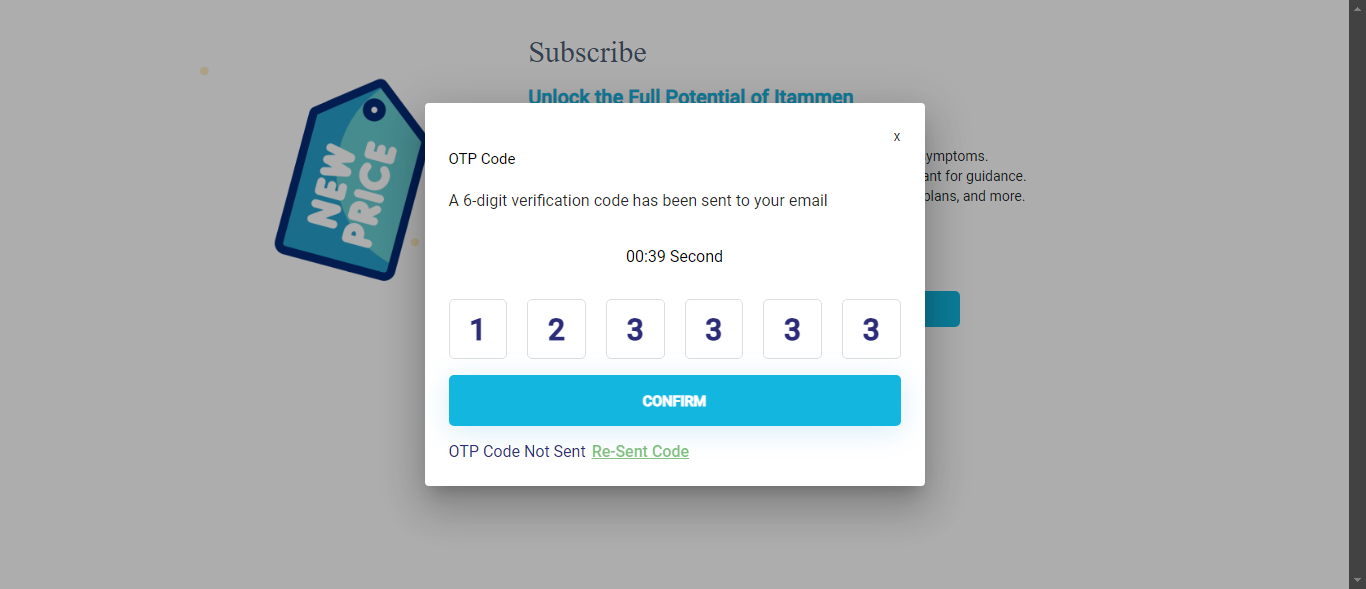 Subscribe
Unlock the Full Potential of Itammen
NEW
PRICE
ymptoms.
ant for guidance.
plans, and more.
x
OTP Code
A 6-digit verification code has been sent to your email
00:39 Second
1 2 3 3 3 3
CONFIRM
OTP Code Not Sent Re-Sent Code